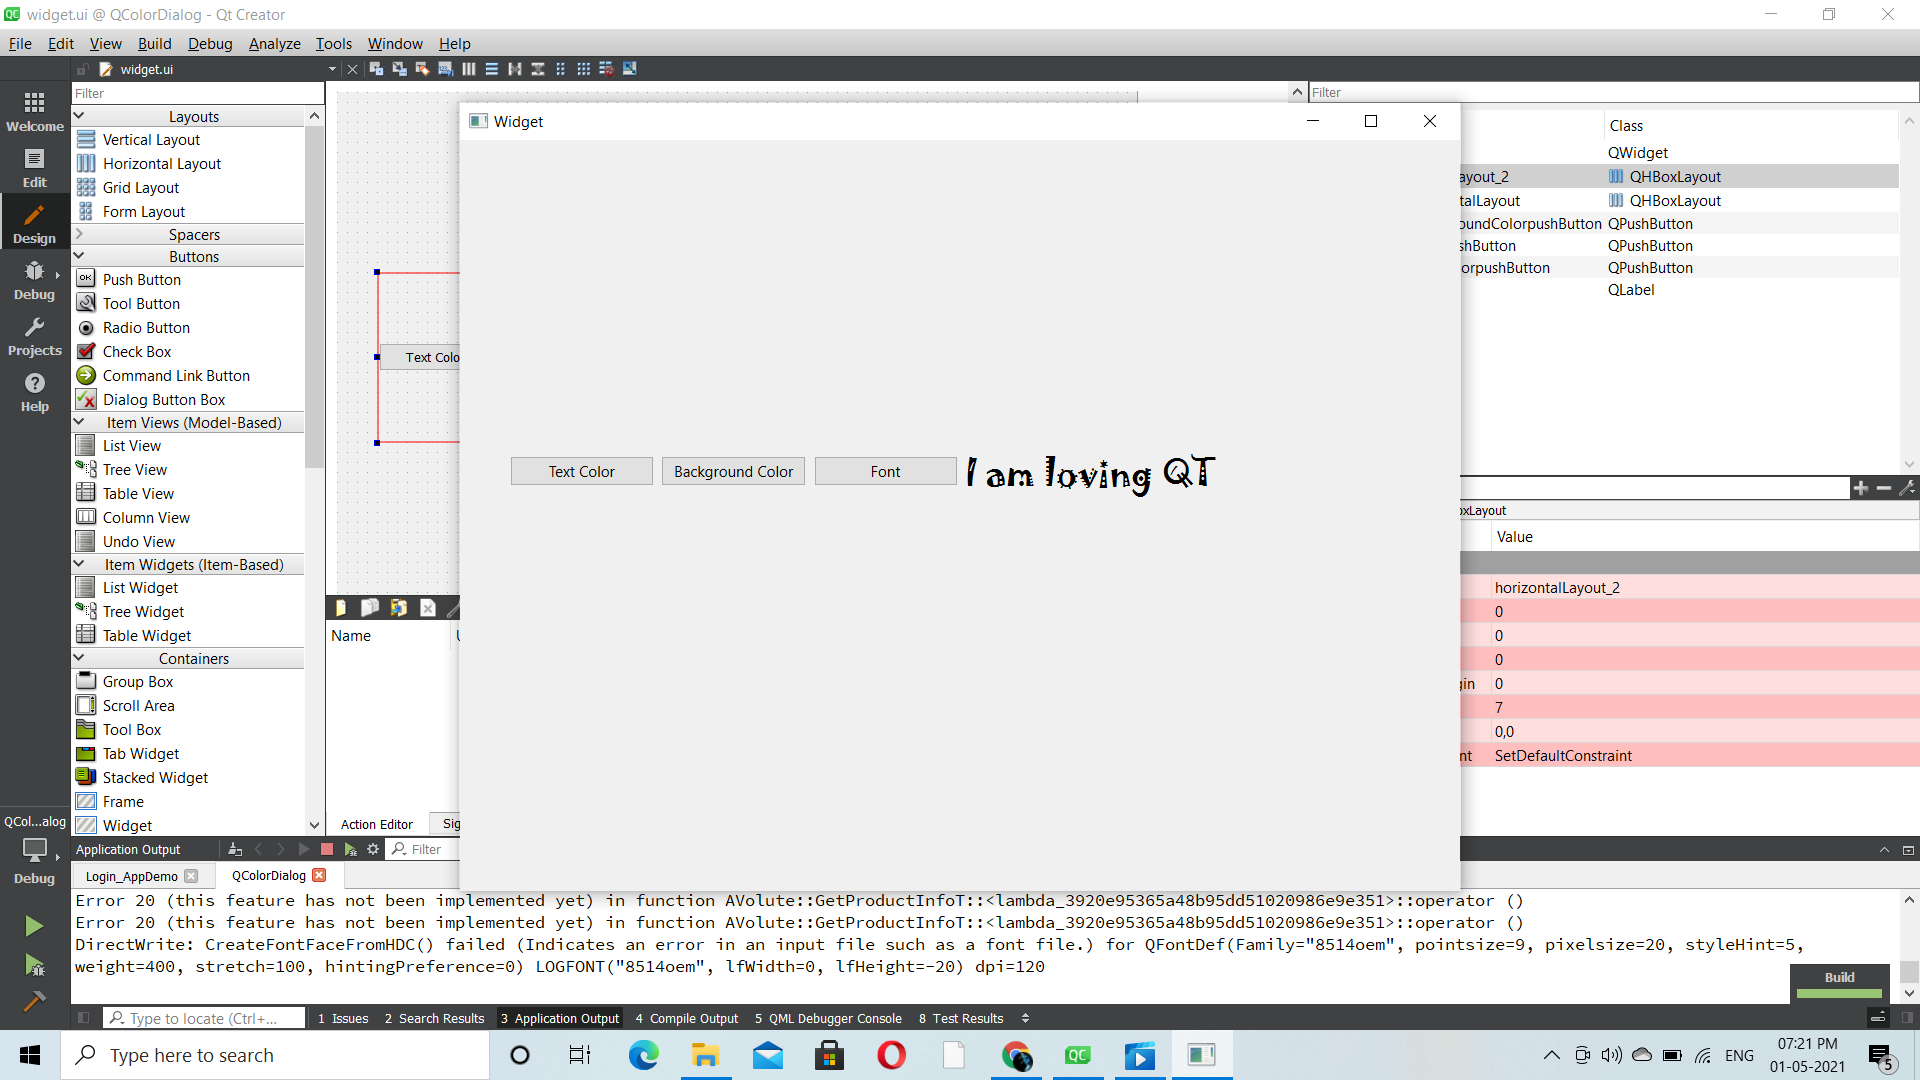 widget.ui @ QColorDialog - Qt Creator
File Edit View Build Debug Analyze Tools Window Help
widget.ui
Filter
Filter
Welcome
Edit
Design
Debug
Projects
Help
Layouts
Vertical Layout
Horizontal Layout
Grid Layout
Form Layout
Spacers
Buttons
Push Button
Tool Button
Radio Button
Check Box
Command Link Button
Dialog Button Box
Item Views (Model-Based)
List View
Tree View
Table View
Column View
Undo View
Item Widgets (Item-Based)
List Widget
Tree Widget
Table Widget
Containers
Group Box
Scroll Area
Tool Box
Tab Widget
Stacked Widget
Frame
Widget
Text Colo
Name
Action Editor Sig
Widget
Text Color Background Color Font I am loving QT
Class
QWidget
ayout_2 QHBoxLayout
talLayout QHBoxLayout
oundColorpushButton QPushButton
shButton QPushButton
orpushButton QPushButton
QLabel
oxLayout
Value
horizontalLayout_2
0
0
0
gin 0
7
0,0
nt SetDefaultConstraint
QCol...alog
Debug
Application Output Filter
Login_AppDemo QColorDialog
Error 20 (this feature has not been implemented yet) in function AVolute::GetProductInfoT::<lambda_3920e95365a48b95dd51020986e9e351>::operator ()
Error 20 (this feature has not been implemented yet) in function AVolute::GetProductInfoT::<lambda_3920e95365a48b95dd51020986e9e351>::operator ()
DirectWrite: CreateFontFaceFromHDC() failed (Indicates an error in an input file such as a font file.) for QFontDef(Family="8514oem", pointsize=9, pixelsize=20, styleHint=5,
weight=400, stretch=100, hintingPreference=0) LOGFONT("8514oem", lfWidth=0, lfHeight=-20) dpi=120
Build
Type to locate (Ctrl+... 1 Issues 2 Search Results 3 Application Output 4 Compile Output 5 QML Debugger Console 8 Test Results
Type here to search
ENG
07:21 PM
01-05-2021
5